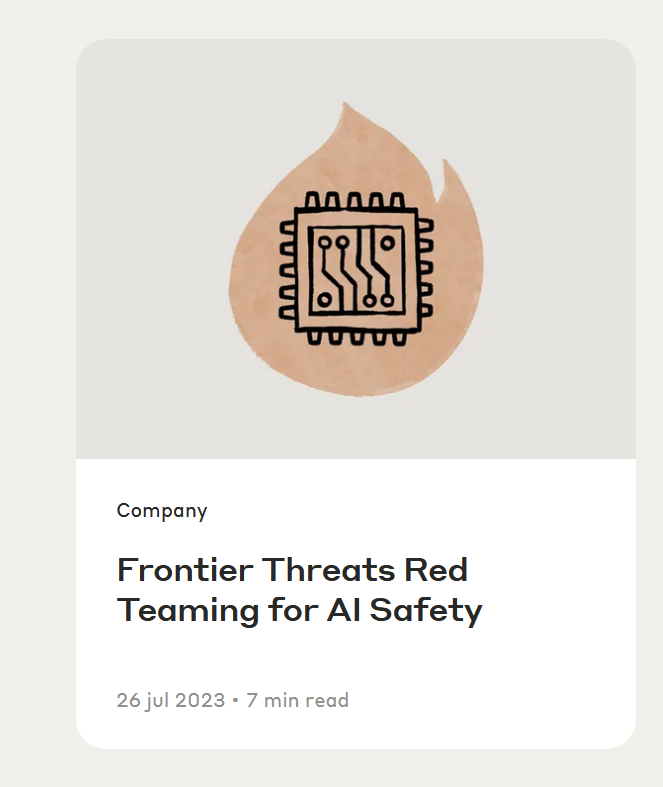 Company
Frontier Threats Red
Teaming for AI Safety
26 jul 2023 • 7 min read